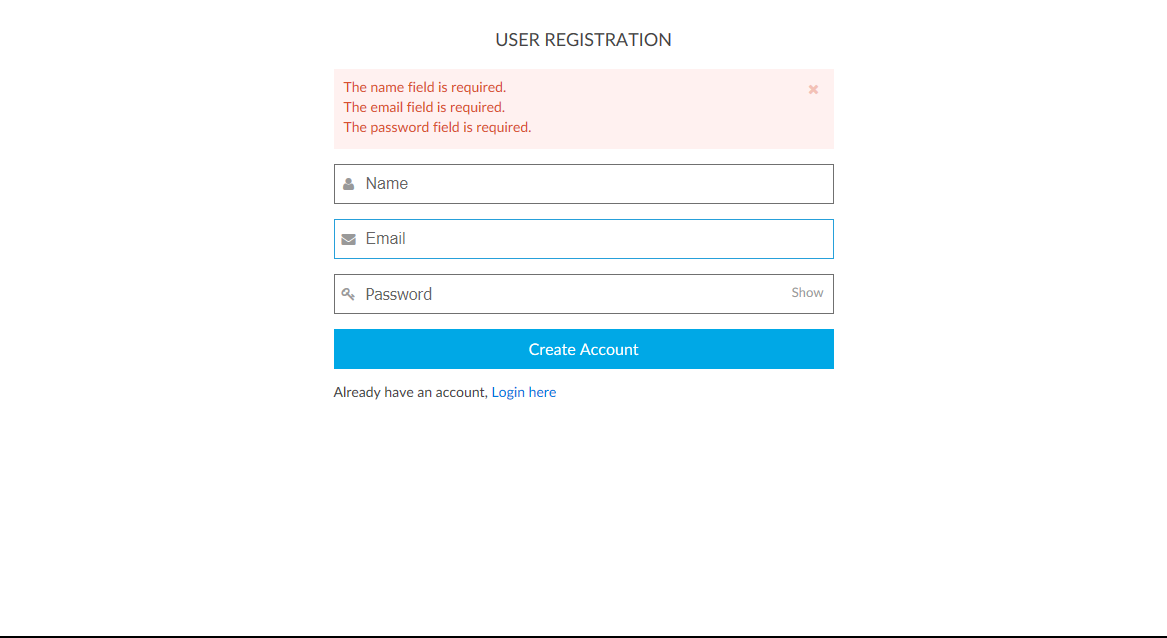 USER REGISTRATION
The name field is required.
The email field is required.
The password field is required.
Name
Email
Password Show
Create Account
Already have an account, Login here